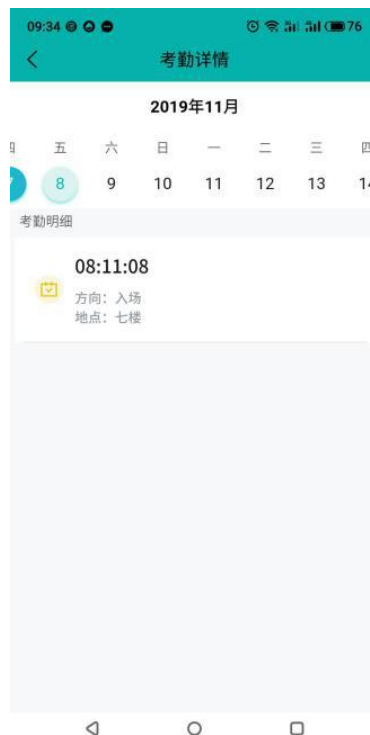 09:34 76
考勤详情
2019年11月
五 六 日 一 二 三 四
8 9 10 11 12 13
考勤明细
08:11:08
方向：入场
地点：七楼